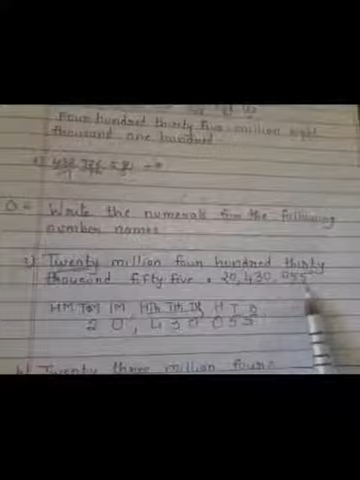 Four hundred thirty five million eight
thousand one hundred
Q= Write the numerals for the following
number names
Twenty million four hundred thirty
thousand fifty five = 20,430,055
HM TM M HTh TTh Th H T O
2 0, 4 3 0 0 5 5
b) Twenty three million four